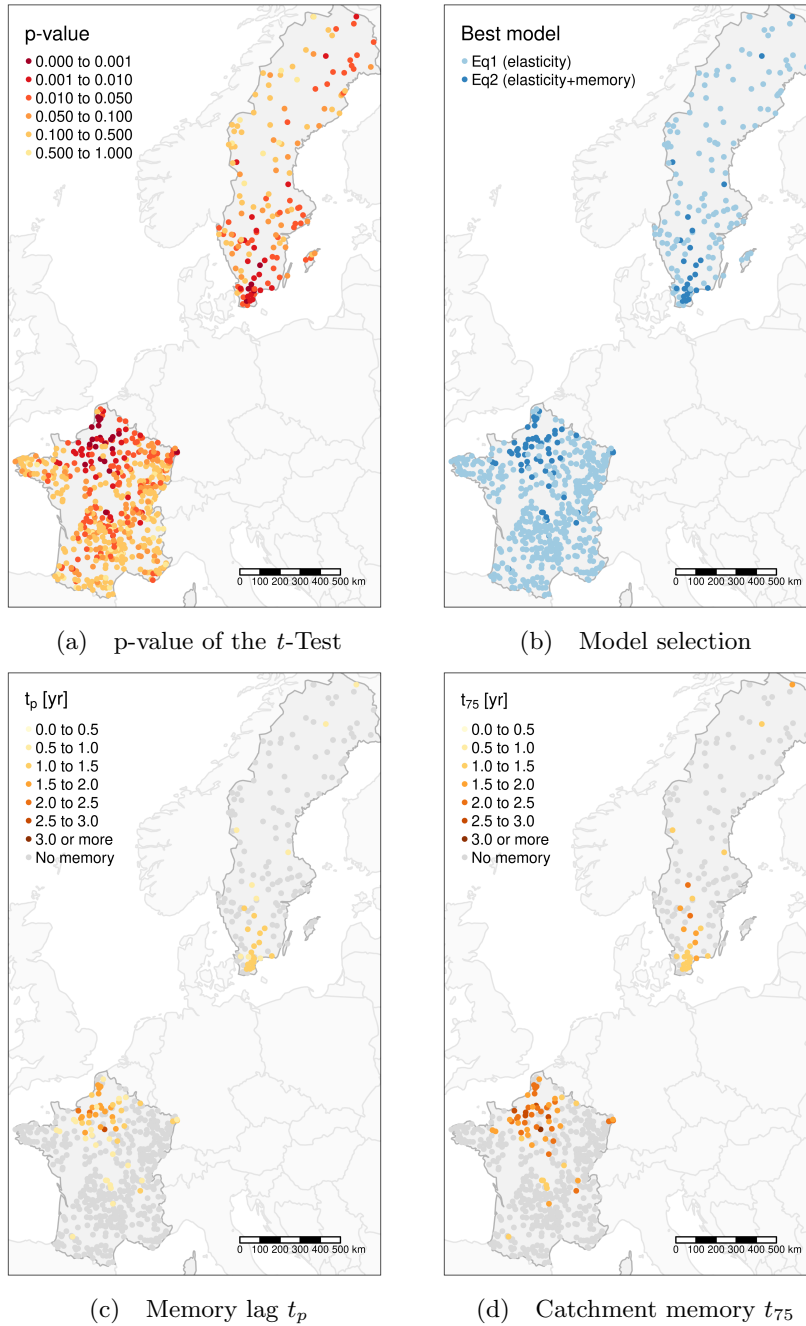 p-value
0.000 to 0.001
0.001 to 0.010
0.010 to 0.050
0.050 to 0.100
0.100 to 0.500
0.500 to 1.000
0 100 200 300 400 500 km
(a) p-value of the t-Test
Best model
Eq1 (elasticity)
Eq2 (elasticity+memory)
0 100 200 300 400 500 km
(b) Model selection
tp [yr]
0.0 to 0.5
0.5 to 1.0
1.0 to 1.5
1.5 to 2.0
2.0 to 2.5
2.5 to 3.0
3.0 or more
No memory
0 100 200 300 400 500 km
(c) Memory lag tp
t75 [yr]
0.0 to 0.5
0.5 to 1.0
1.0 to 1.5
1.5 to 2.0
2.0 to 2.5
2.5 to 3.0
3.0 or more
No memory
0 100 200 300 400 500 km
(d) Catchment memory t75